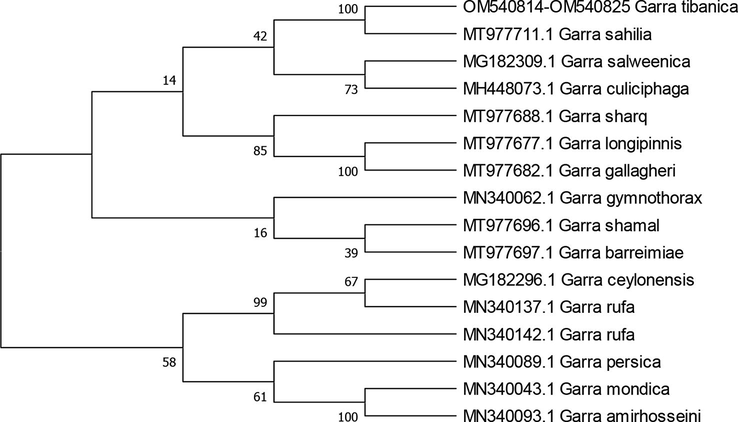 100
OM540814-OM540825 Garra tibanica
42
MT977711.1 Garra sahilia
14
MG182309.1 Garra salweenica
73
MH448073.1 Garra culiciphaga
MT977688.1 Garra sharq
85
MT977677.1 Garra longipinnis
100
MT977682.1 Garra gallagheri
MN340062.1 Garra gymnothorax
16
MT977696.1 Garra shamal
39
MT977697.1 Garra barreimiae
67
MG182296.1 Garra ceylonensis
99
MN340137.1 Garra rufa
MN340142.1 Garra rufa
58
MN340089.1 Garra persica
61
MN340043.1 Garra mondica
100
MN340093.1 Garra amirhosseini